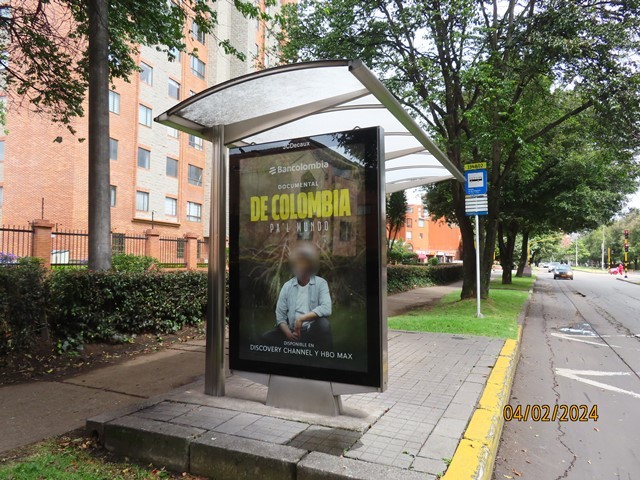 JCDecaux
Bancolombia
DOCUMENTAL
DE COLOMBIA
PA'L MUNDO
DISPONIBLE EN
DISCOVERY CHANNEL Y HBO MAX
04/02/2024